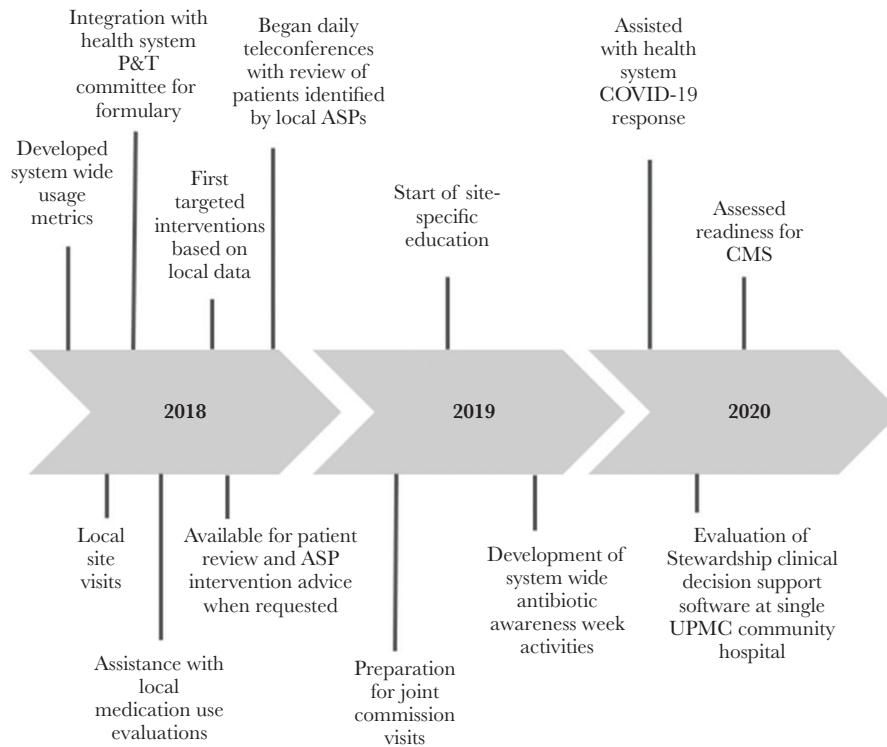 Integration with
health system
P&T
committee for
formulary
Began daily
teleconferences
with review of
patients identified
by local ASPs
Assisted
with health
system
COVID-19
response
Developed
system wide
usage
metrics
First
targeted
interventions
based on
local data
Start of site-
specific
education
Assessed
readiness for
CMS
2018
2019
2020
Local
site
visits
Available for patient
review and ASP
intervention advice
when requested
Development of
system wide
antibiotic
awareness week
activities
Evaluation of
Stewardship clinical
decision support
software at single
UPMC community
hospital
Assistance with
local
medication use
evaluations
Preparation
for joint
commission
visits